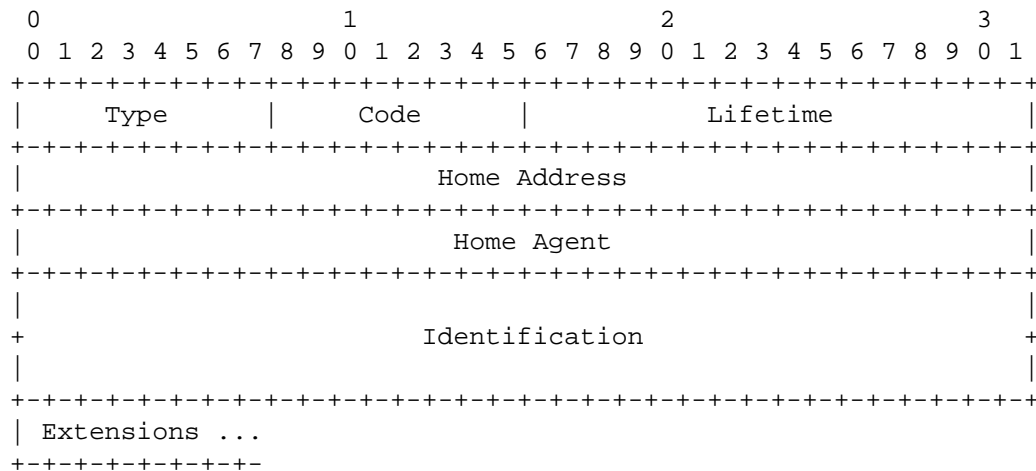 0                   1                   2                   3
 0 1 2 3 4 5 6 7 8 9 0 1 2 3 4 5 6 7 8 9 0 1 2 3 4 5 6 7 8 9 0 1
+-+-+-+-+-+-+-+-+-+-+-+-+-+-+-+-+-+-+-+-+-+-+-+-+-+-+-+-+-+-+-+-+
|     Type      |     Code      |           Lifetime            |
+-+-+-+-+-+-+-+-+-+-+-+-+-+-+-+-+-+-+-+-+-+-+-+-+-+-+-+-+-+-+-+-+
|                          Home Address                         |
+-+-+-+-+-+-+-+-+-+-+-+-+-+-+-+-+-+-+-+-+-+-+-+-+-+-+-+-+-+-+-+-+
|                           Home Agent                          |
+-+-+-+-+-+-+-+-+-+-+-+-+-+-+-+-+-+-+-+-+-+-+-+-+-+-+-+-+-+-+-+-+
|                                                               |
+                         Identification                        +
|                                                               |
+-+-+-+-+-+-+-+-+-+-+-+-+-+-+-+-+-+-+-+-+-+-+-+-+-+-+-+-+-+-+-+-+
| Extensions ...
+-+-+-+-+-+-+-+-